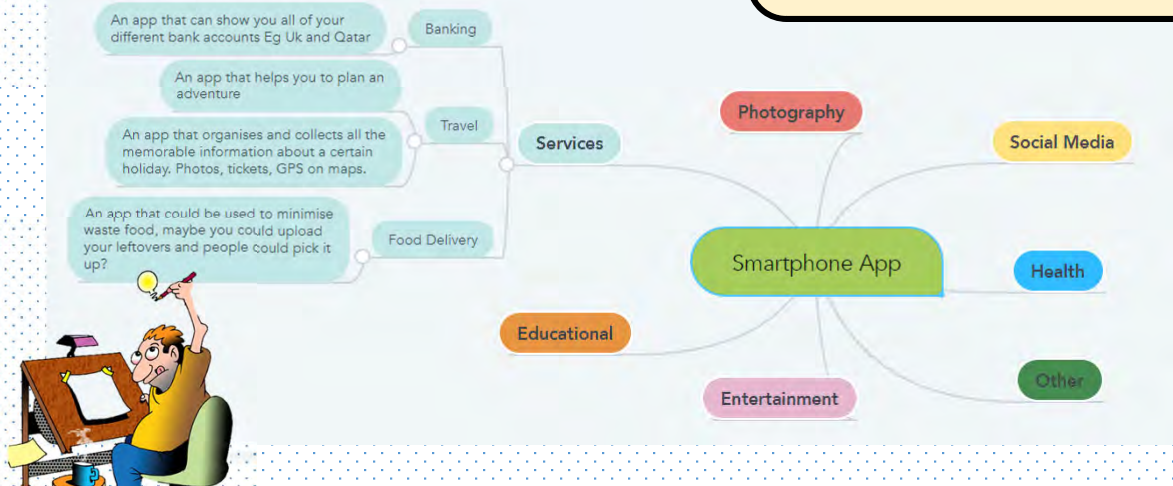 An app that can show you all of your
different bank accounts Eg Uk and Qatar
Banking
An app that helps you to plan an
adventure
Travel
An app that organises and collects all the
memorable information about a certain
holiday. Photos, tickets, GPS on maps.
An app that could be used to minimise
waste food, maybe you could upload
your leftovers and people could pick it
up?
Food Delivery
Services
Photography
Social Media
Smartphone App
Health
Educational
Entertainment
Other